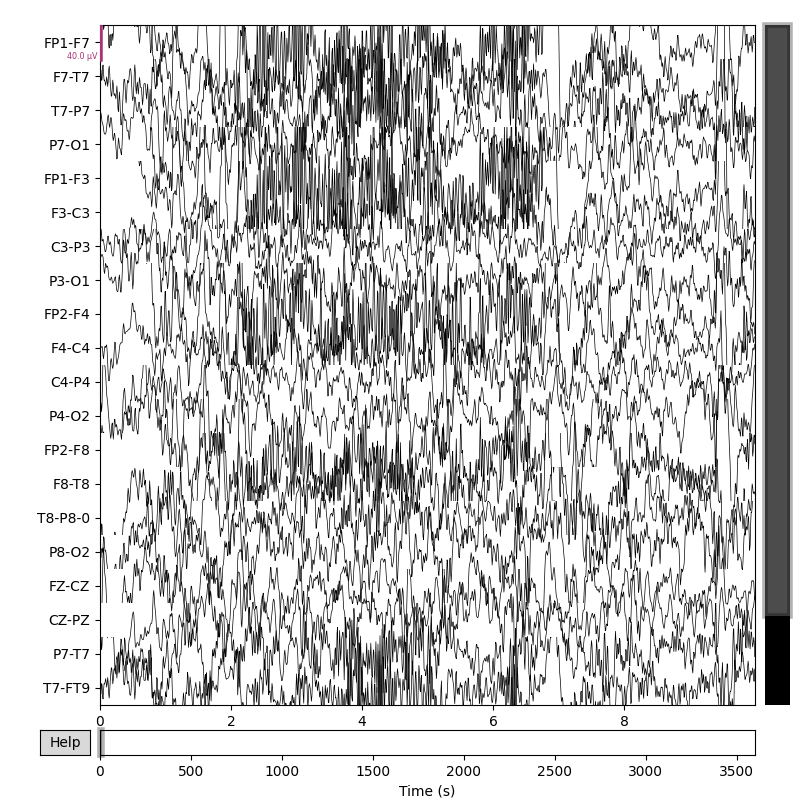 FP1-F7
40.0 µV
F7-T7
T7-P7
P7-O1
FP1-F3
F3-C3
C3-P3
P3-O1
FP2-F4
F4-C4
C4-P4
P4-O2
FP2-F8
F8-T8
T8-P8-0
P8-O2
FZ-CZ
CZ-PZ
P7-T7
T7-FT9
0 2 4 6 8
Help
0 500 1000 1500 2000 2500 3000 3500
Time (s)